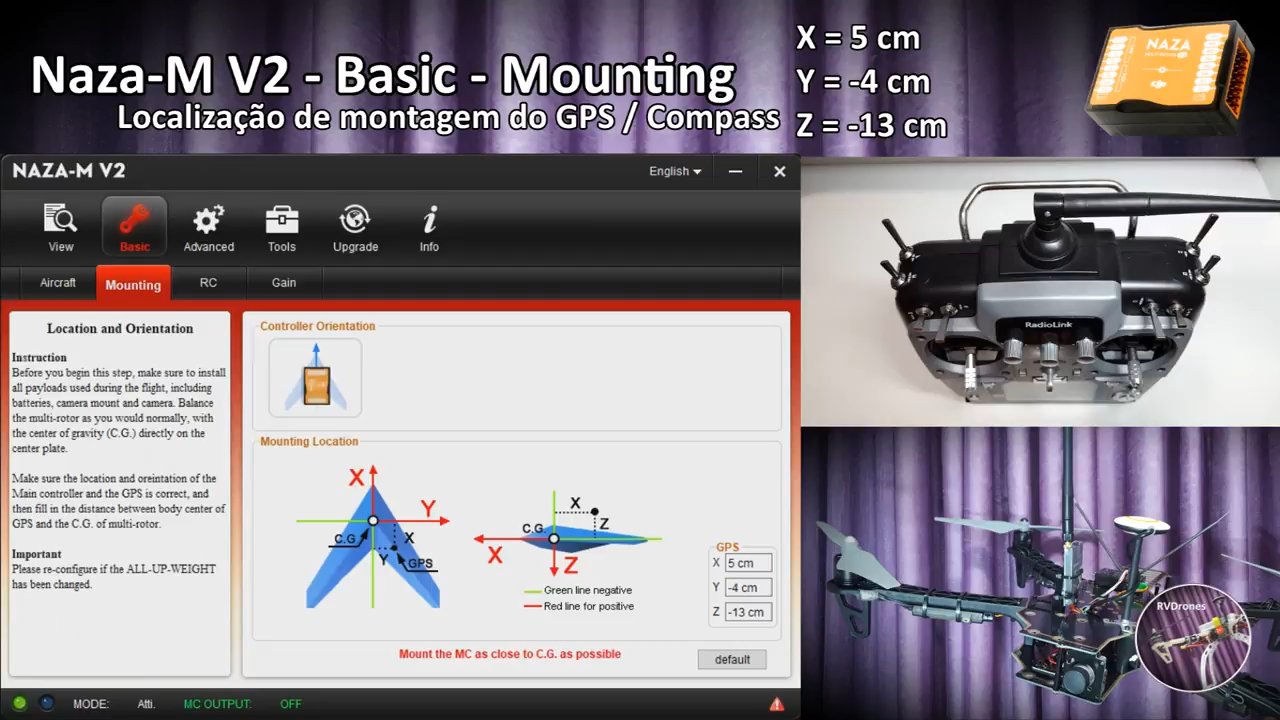 Naza-M V2 - Basic - Mounting
Localização de montagem do GPS / Compass
X = 5 cm
Y = -4 cm
Z = -13 cm
NAZA
NAZA-M V2
English
View
Basic
Advanced
Tools
Upgrade
Info
Aircraft
Mounting
RC
Gain
Location and Orientation
Instruction
Before you begin this step, make sure to install
all payloads used during the flight, including
batteries, camera mount and camera. Balance
the multi-rotor as you would normally, with
the center of gravity (C.G.) directly on the
center plate.
Make sure the location and oreintation of the
Main controller and the GPS is correct, and
then fill in the distance between body center of
GPS and the C.G. of multi-rotor.
Important
Please re-configure if the ALL-UP-WEIGHT
has been changed.
Controller Orientation
Mounting Location
X
Y
C.G
X
Y
GPS
X
Z
C.G
X
Z
Green line negative
Red line for positive
GPS
X 5 cm
Y -4 cm
Z -13 cm
Mount the MC as close to C.G. as possible
default
MODE: Atti. MC OUTPUT: OFF
RadioLink
RVDrones